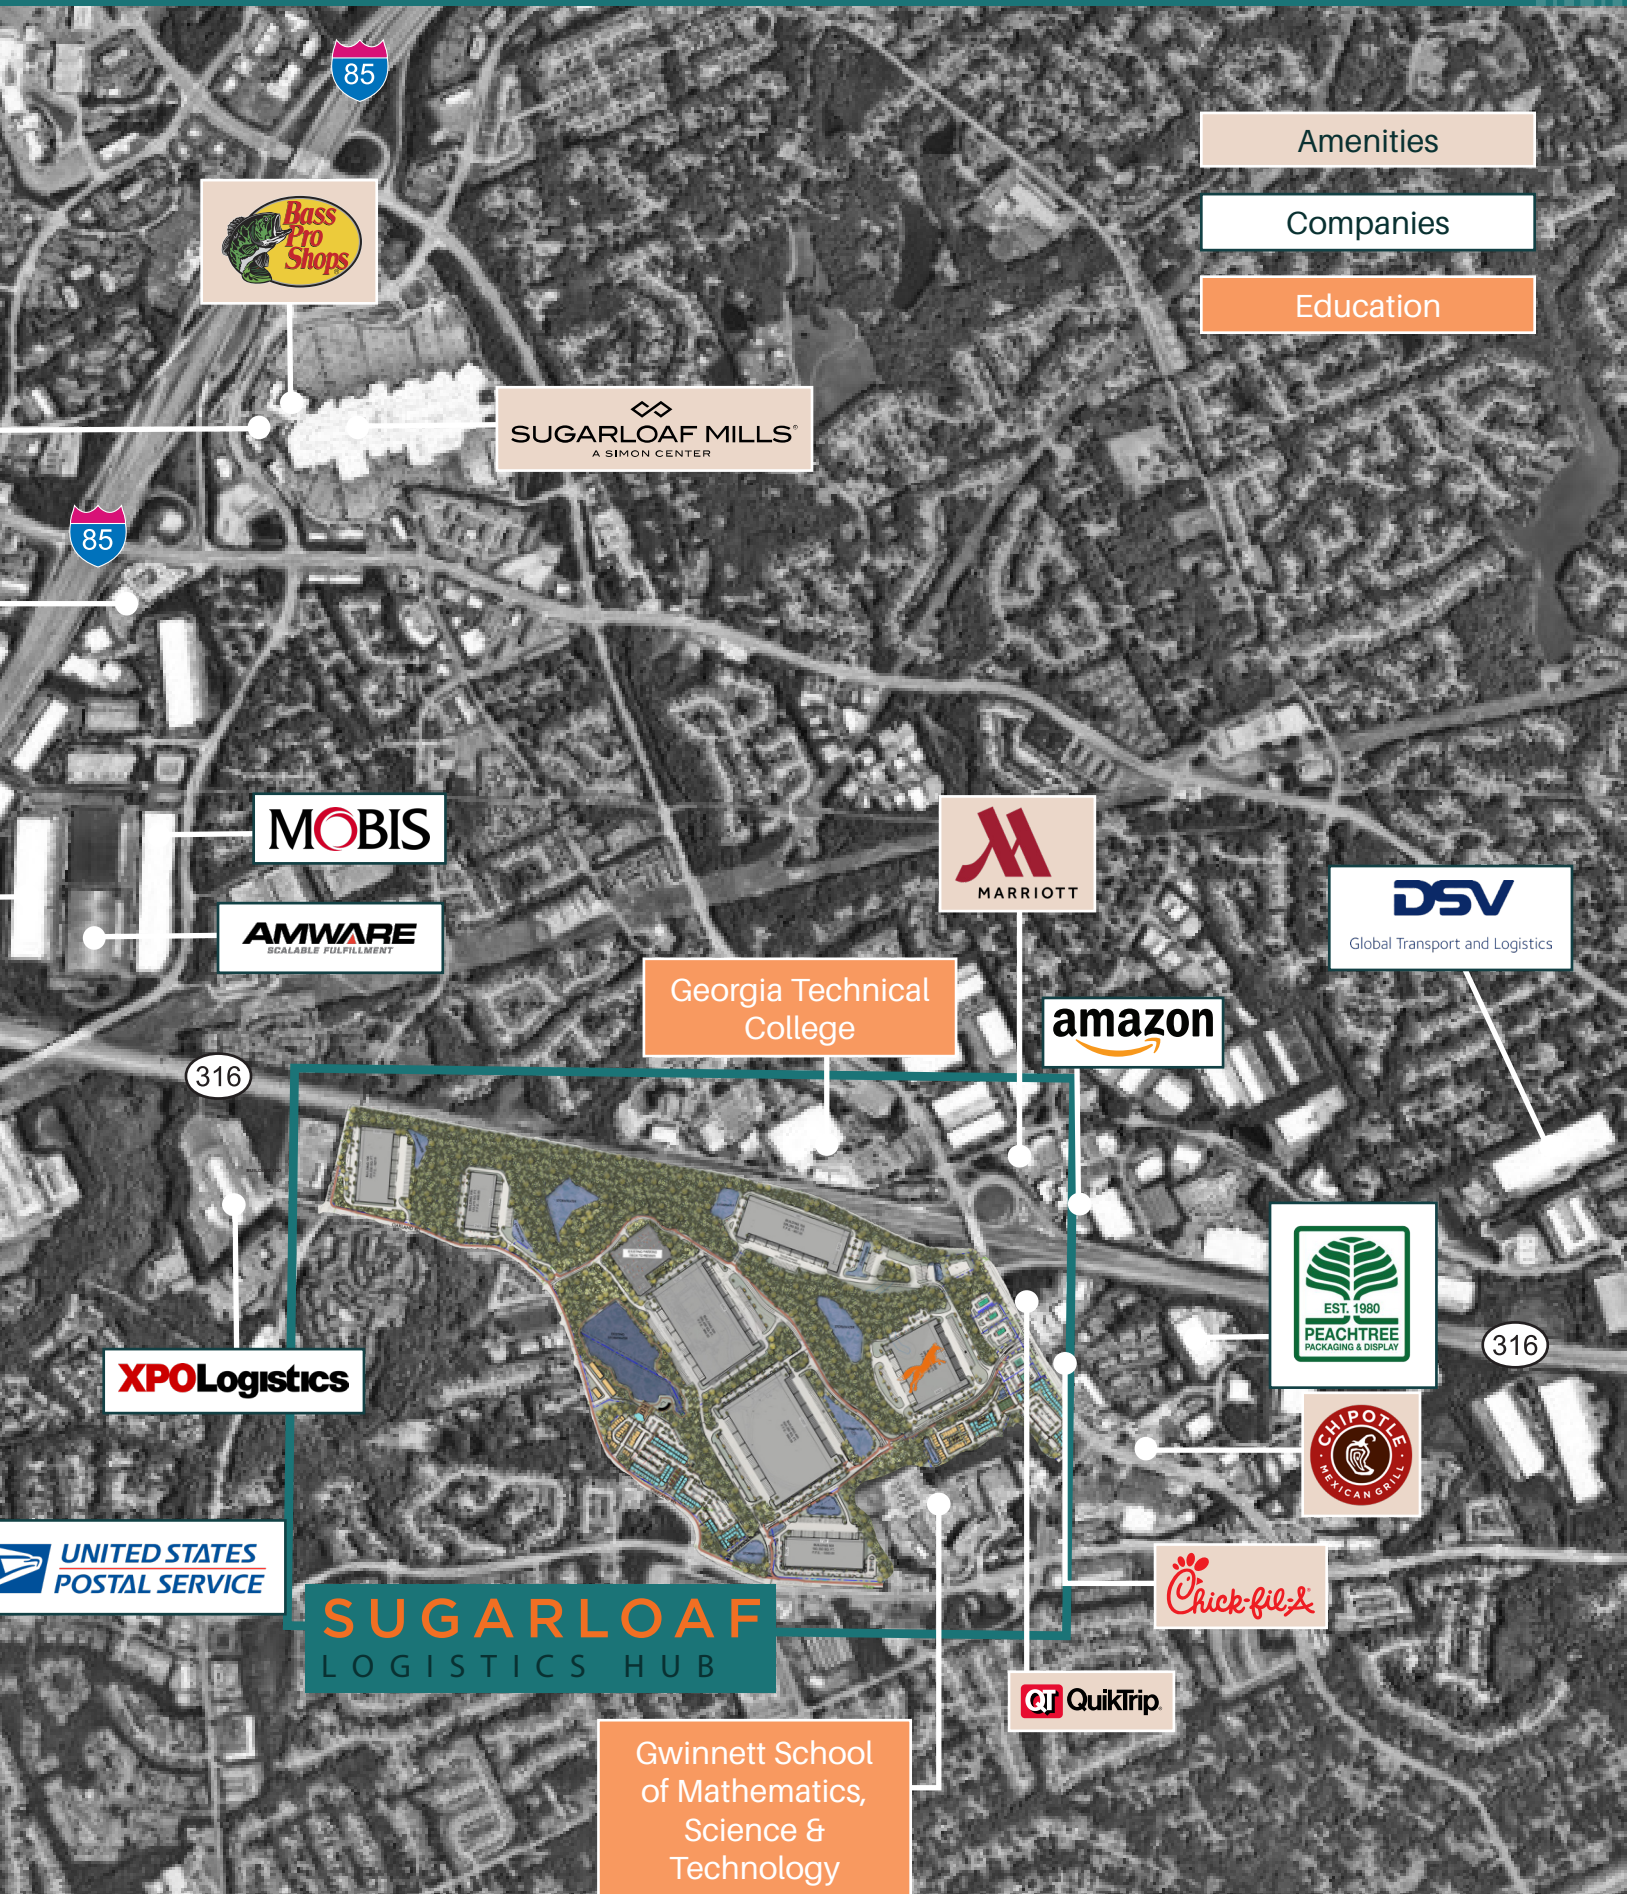 85
Amenities
Companies
Education
Bass
Pro
Shops
SUGARLOAF MILLS®
A SIMON CENTER
85
MOBIS
AMWARE
SCALABLE FULFILLMENT
MARRIOTT
DSV
Global Transport and Logistics
Georgia Technical
College
amazon
316
EST. 1980
PEACHTREE
PACKAGING & DISPLAY
316
XPOLogistics
CHIPOTLE
MEXICAN GRILL
UNITED STATES
POSTAL SERVICE
Chick-fil-A
SUGARLOAF
LOGISTICS HUB
QT QuikTrip
Gwinnett School
of Mathematics,
Science &
Technology